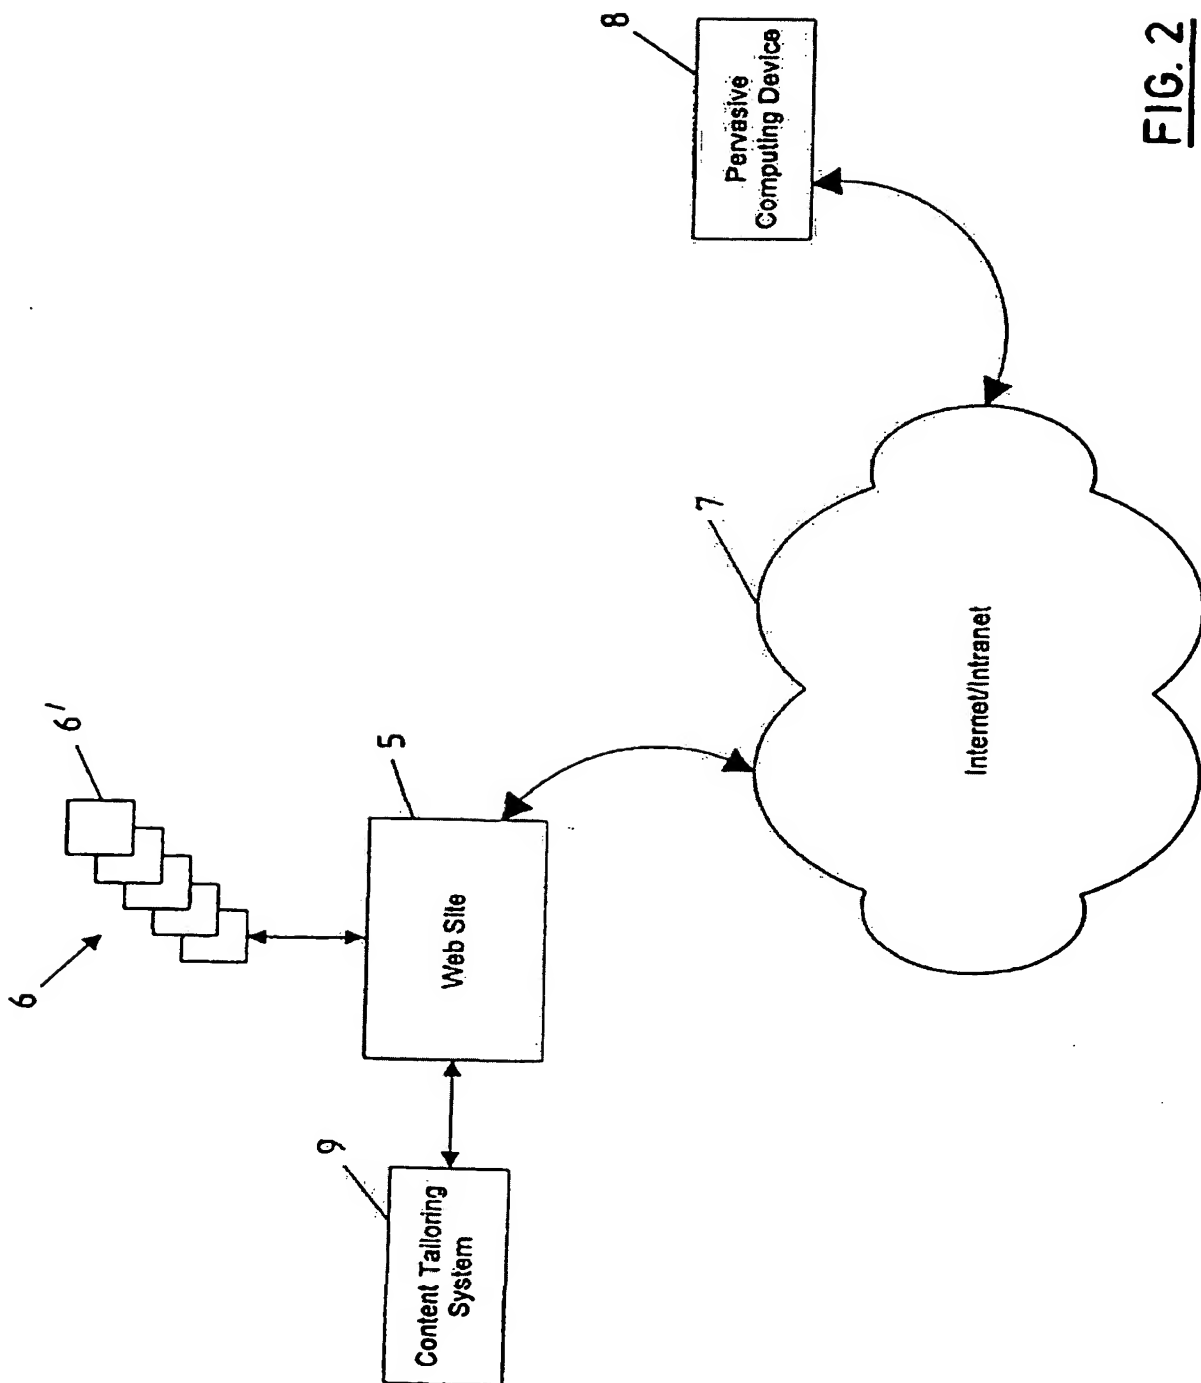 6
6'
9
Content Tailoring
System
5
Web Site
7
Internet/Intranet
8
Pervasive
Computing Device
FIG. 2